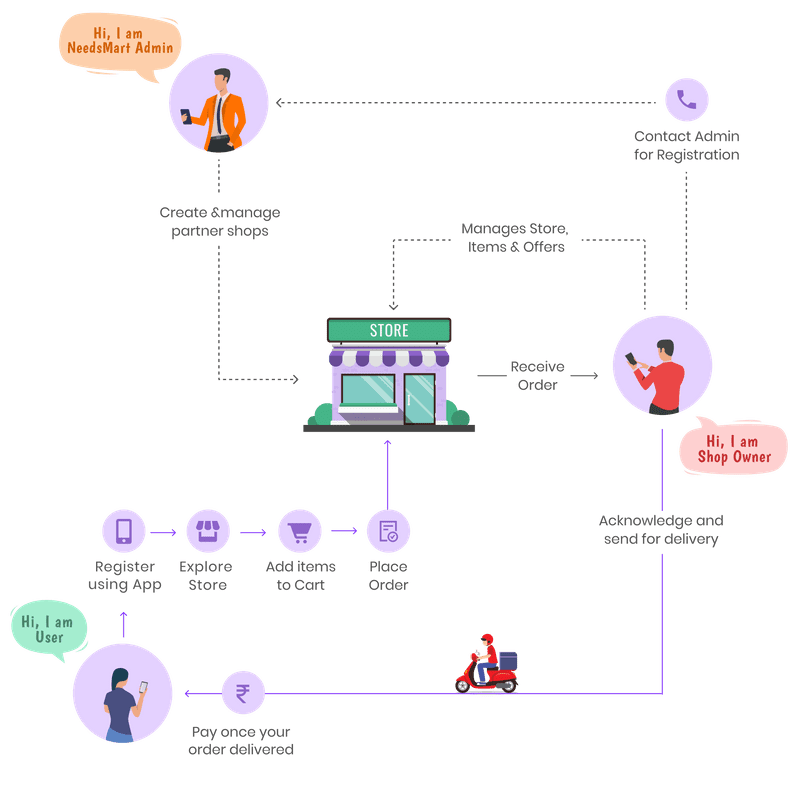 Hi, I am
NeedsMart Admin
Contact Admin
for Registration
Create &manage
partner shops
Manages Store,
Items & Offers
STORE
Receive
Order
Hi, I am
Shop Owner
Acknowledge and
send for delivery
Register
using App
Explore
Store
Add items
to Cart
Place
Order
Hi, I am
User
₹
Pay once your
order delivered